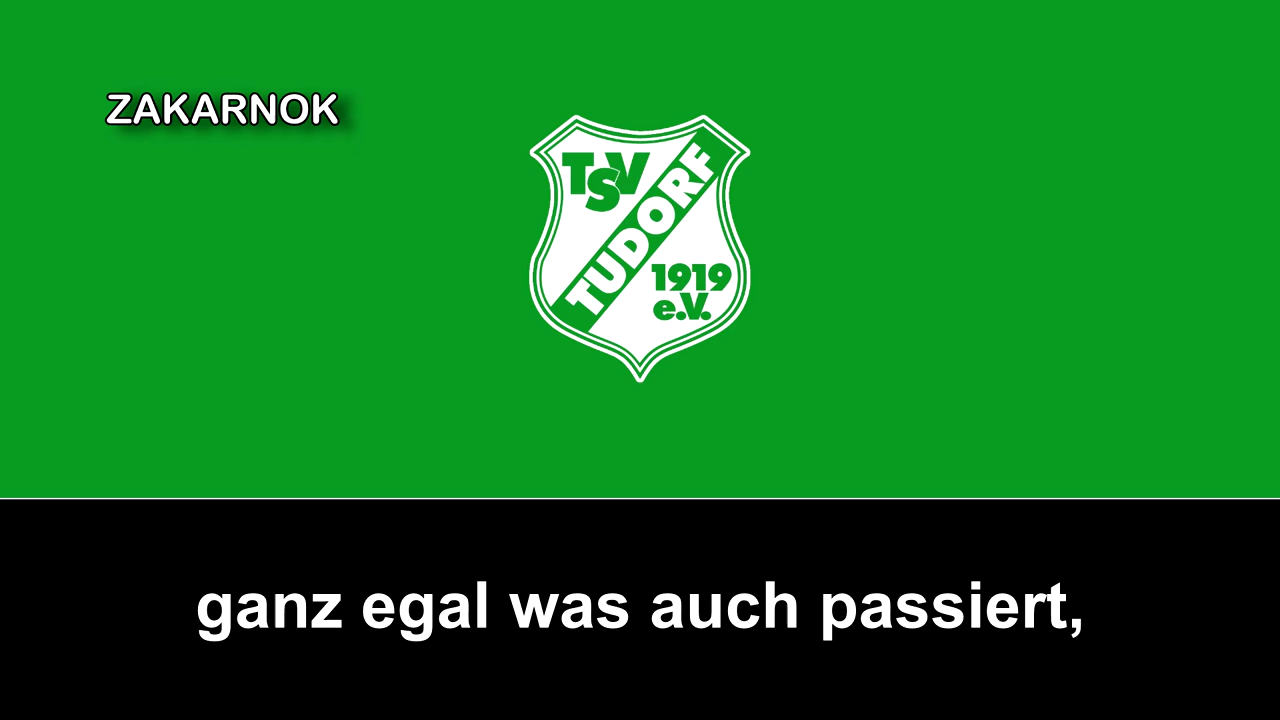 ZAKARNOK
TSV
TUDORF
1919
e.V.
ganz egal was auch passiert,